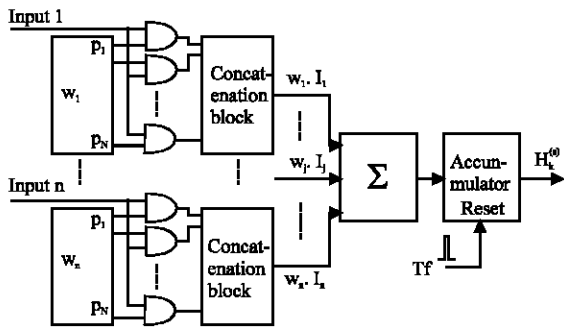 Input 1
p1
w1
pN
Concat-
enation
block
w1. I1
wj. Ij
Σ
Accun-
mulator
Reset
Hk(s)
Tf
Input n
p1
wn
pN
Concat-
enation
block
wn. In